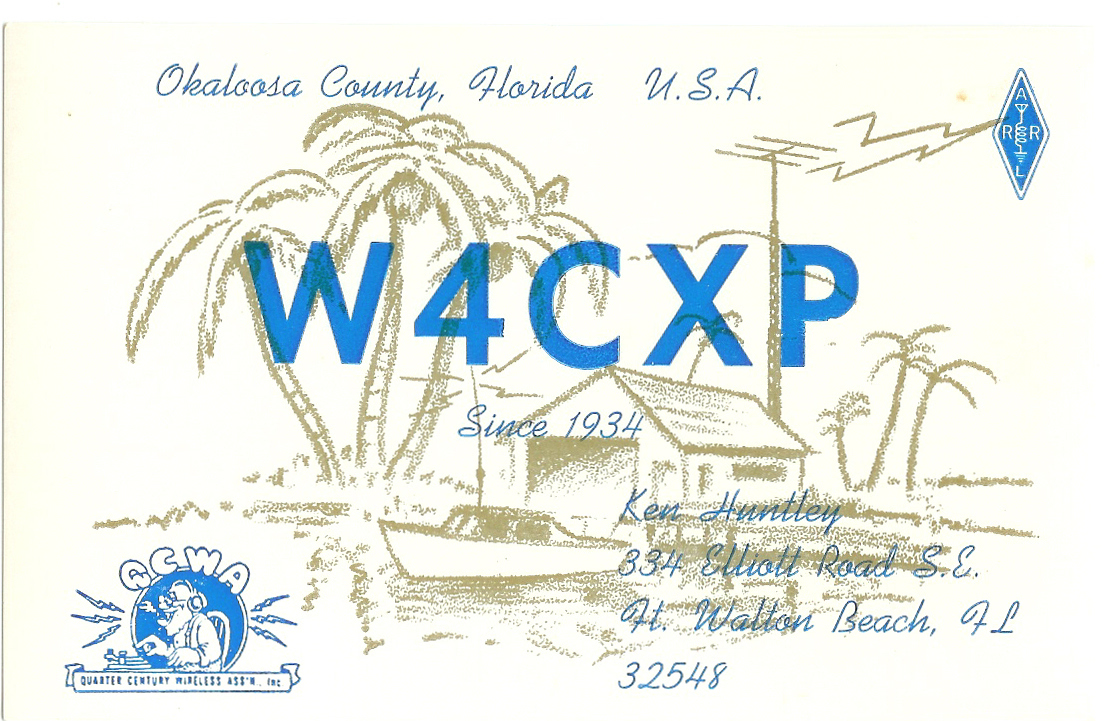 Okaloosa County, Florida U.S.A.
A
R R
L
W4CXP
Since 1934
Ken Huntley
334 Elliott Road S.E.
Ft. Walton Beach, FL
32548
QCWA
QUARTER CENTURY WIRELESS ASS'N., Inc